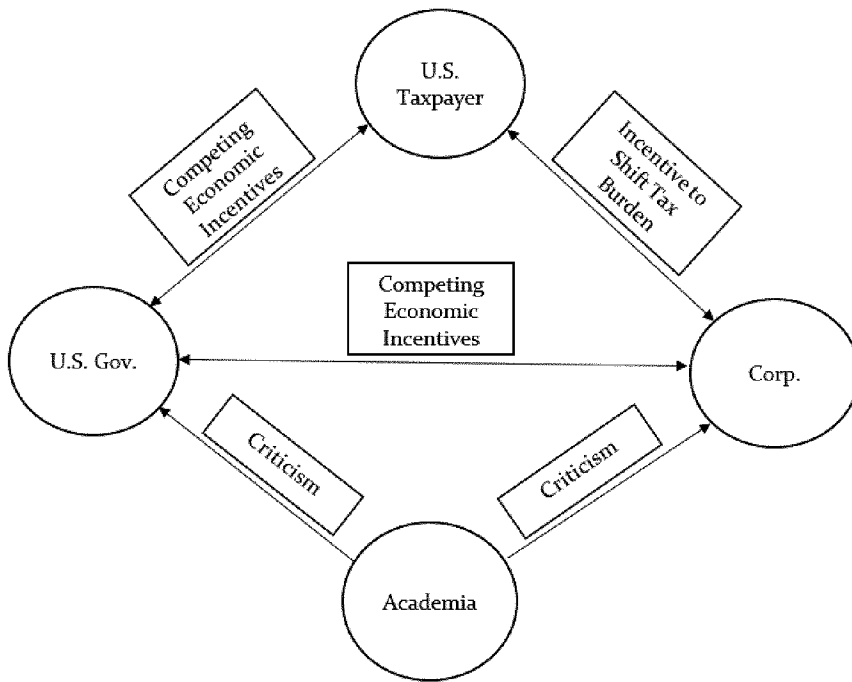 U.S.
Taxpayer
Competing
Economic
Incentives
Incentive to
Shift Tax
Burden
Competing
Economic
Incentives
U.S. Gov.
Corp.
Criticism
Criticism
Academia